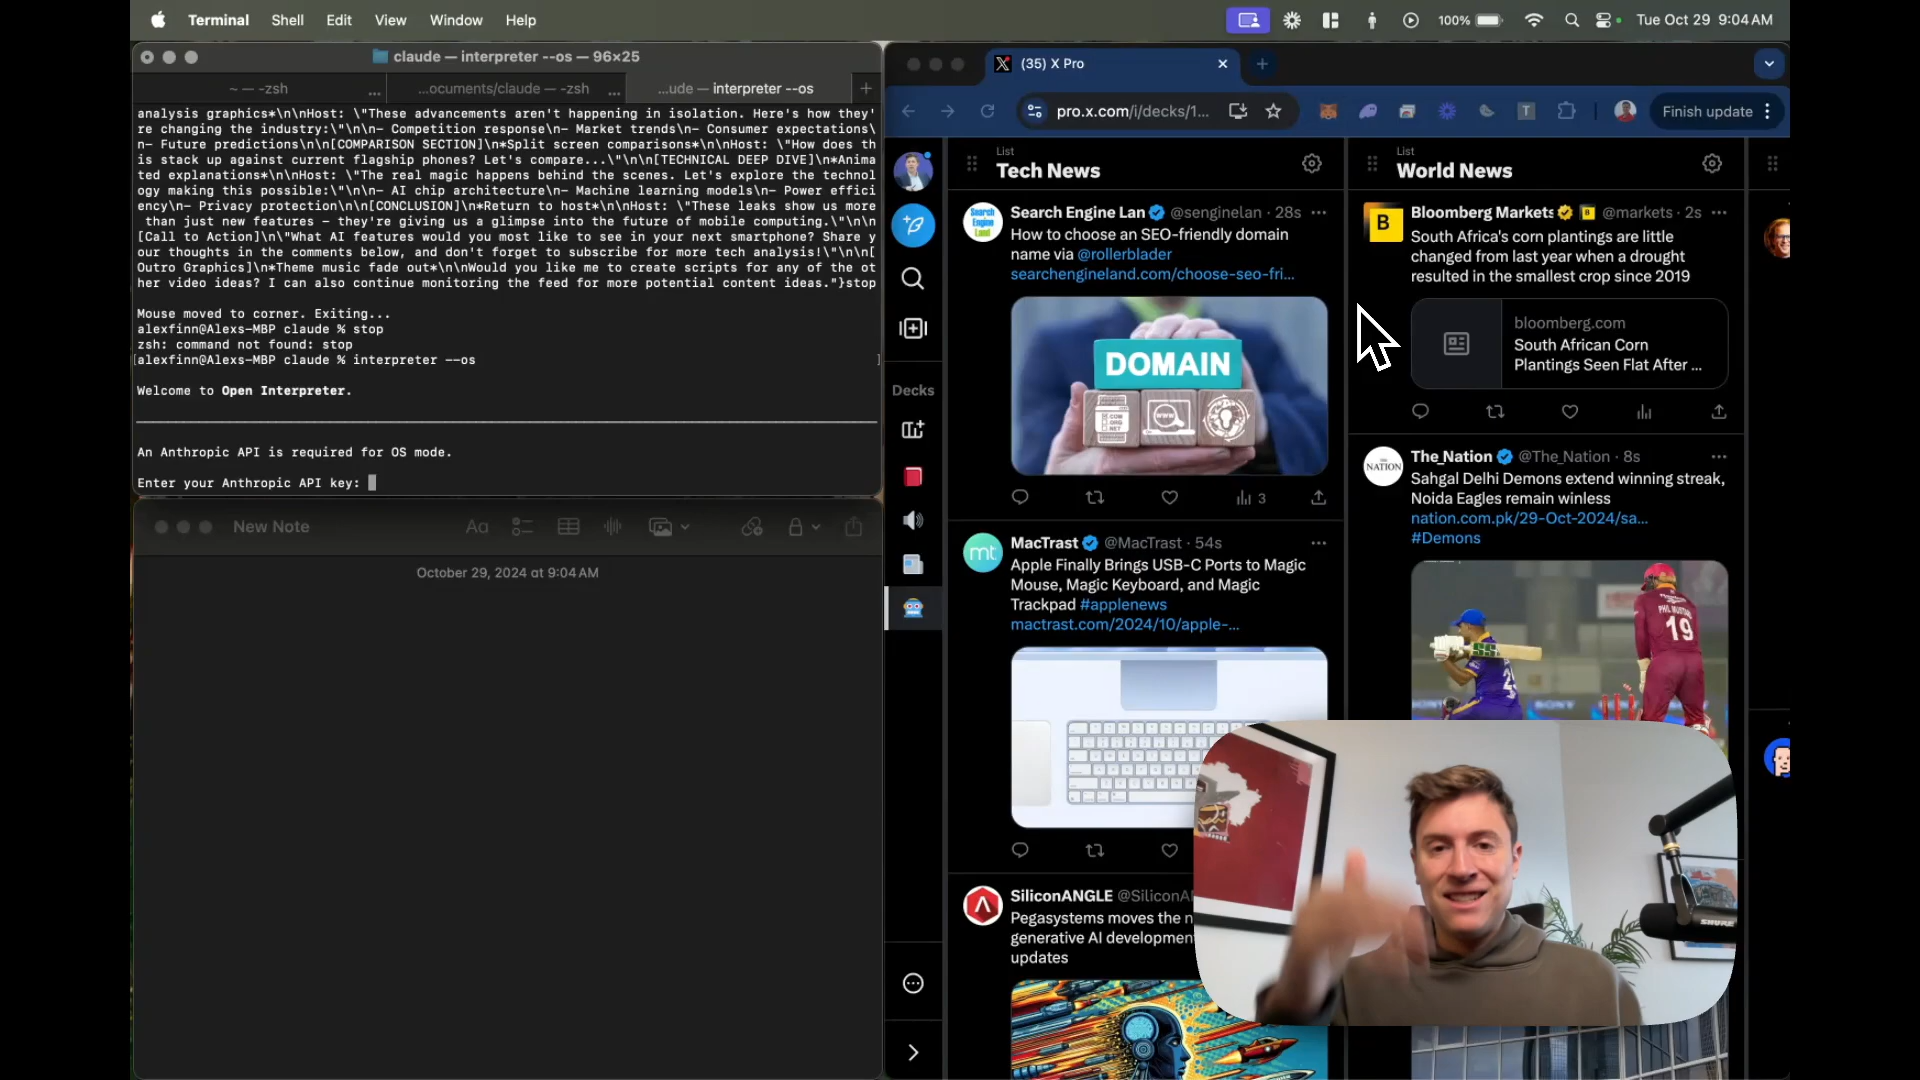 Terminal Shell Edit View Window Help
100% Tue Oct 29 9:04 AM
claude — interpreter --os — 96×25
~ — -zsh ... ...ocuments/claude — -zsh ... ...ude — interpreter --os +
analysis graphics*\n\nHost: \"These advancements aren't happening in isolation. Here's how they'
re changing the industry:\"\n\n- Competition response\n- Market trends\n- Consumer expectations\
n- Future predictions\n\n[COMPARISON SECTION]\n*Split screen comparisons*\n\nHost: \"How does th
is stack up against current flagship phones? Let's compare...\"\n\n[TECHNICAL DEEP DIVE]\n*Anima
ted explanations*\n\nHost: \"The real magic happens behind the scenes. Let's explore the technol
ogy making this possible:\"\n\n- AI chip architecture\n- Machine learning models\n- Power effici
ency\n- Privacy protection\n\n[CONCLUSION]\n*Return to host*\n\nHost: \"These leaks show us more
than just new features – they're giving us a glimpse into the future of mobile computing.\"\n\n
[Call to Action]\n\"What AI features would you most like to see in your next smartphone? Share y
our thoughts in the comments below, and don't forget to subscribe for more tech analysis!\"\n\n[
Outro Graphics]\n*Theme music fade out*\n\nWould you like me to create scripts for any of the ot
her video ideas? I can also continue monitoring the feed for more potential content ideas."}stop
Mouse moved to corner. Exiting...
alexfinn@Alexs-MBP claude % stop
zsh: command not found: stop
[alexfinn@Alexs-MBP claude % interpreter --os ]
Welcome to Open Interpreter.
An Anthropic API is required for OS mode.
Enter your Anthropic API key:
New Note
Aa
October 29, 2024 at 9:04 AM
(35) X Pro
pro.x.com/i/decks/1...
T
Finish update
Decks
List
Tech News
Search Engine Lan @senginelan · 28s
How to choose an SEO-friendly domain
name via @rollerblader
searchengineland.com/choose-seo-fri...
Search
Engine
Land
DOMAIN
3
MacTrast @MacTrast · 54s
mt
Apple Finally Brings USB-C Ports to Magic
Mouse, Magic Keyboard, and Magic
Trackpad #applenews
mactrast.com/2024/10/apple-...
SiliconANGLE @SiliconA
Pegasystems moves the n
generative AI developmen
updates
List
World News
Bloomberg Markets B @markets · 2s
B
South Africa's corn plantings are little
changed from last year when a drought
resulted in the smallest crop since 2019
bloomberg.com
South African Corn
Plantings Seen Flat After ...
The_Nation @The_Nation · 8s
NATION
Sahgal Delhi Demons extend winning streak,
Noida Eagles remain winless
nation.com.pk/29-Oct-2024/sa...
#Demons
19
SHURE